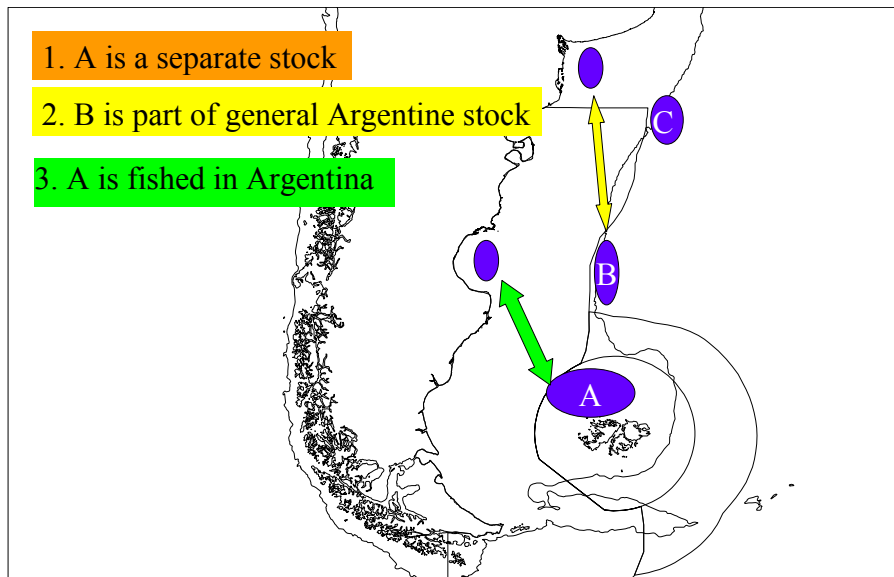 1. A is a separate stock
2. B is part of general Argentine stock
3. A is fished in Argentina
C
B
A